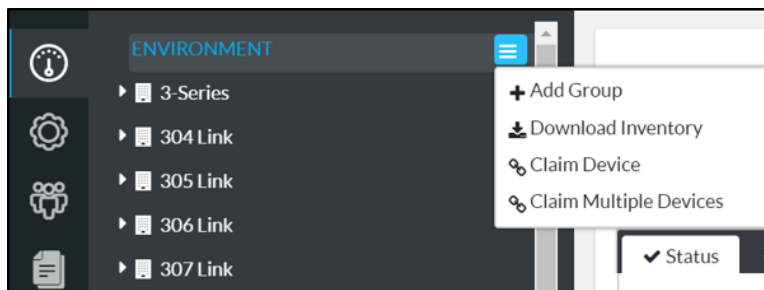 ENVIRONMENT
3-Series
304 Link
305 Link
306 Link
307 Link
Add Group
Download Inventory
Claim Device
Claim Multiple Devices
Status